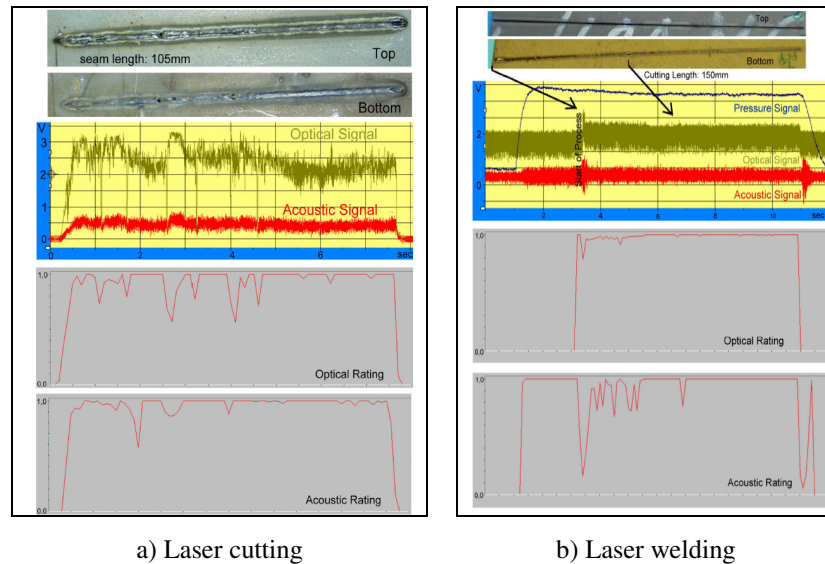 seam length: 105mm
Top
Bottom
V
3
2
1
0
Optical Signal
Acoustic Signal
0 2 4 6 sec
1,0
0,0
Optical Rating
1,0
0,0
Acoustic Rating
a) Laser cutting
Top
Bottom
Cutting Length: 150mm
V
2
0
Pressure Signal
Start of Process
Optical Signal
Acoustic Signal
2 4 6 8 10 sec
1,0
0,0
Optical Rating
1,0
0,0
Acoustic Rating
b) Laser welding